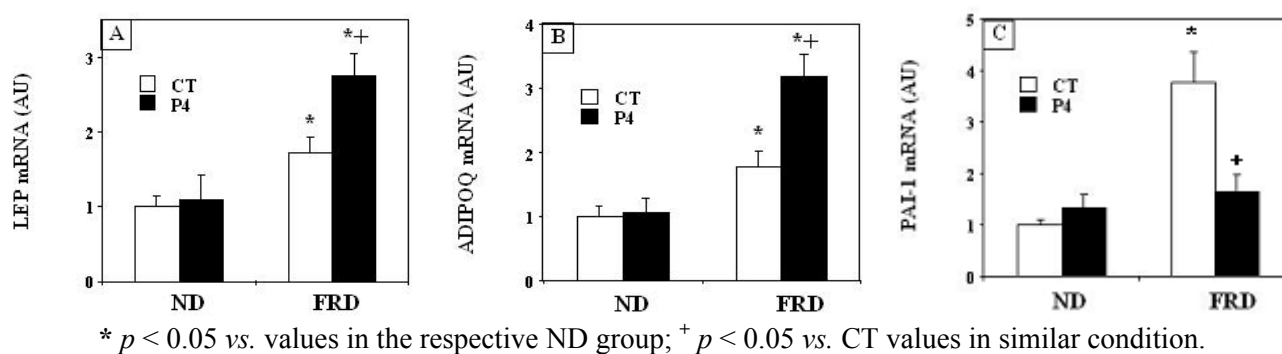 A
LEP mRNA (AU)
3
2
1
0
CT
P4
*
*+
ND FRD
B
ADIPOQ mRNA (AU)
4
3
2
1
0
CT
P4
*
*+
ND FRD
C
PAI-1 mRNA (AU)
5
4
3
2
1
0
CT
P4
*
+
ND FRD
* p < 0.05 vs. values in the respective ND group; + p < 0.05 vs. CT values in similar condition.